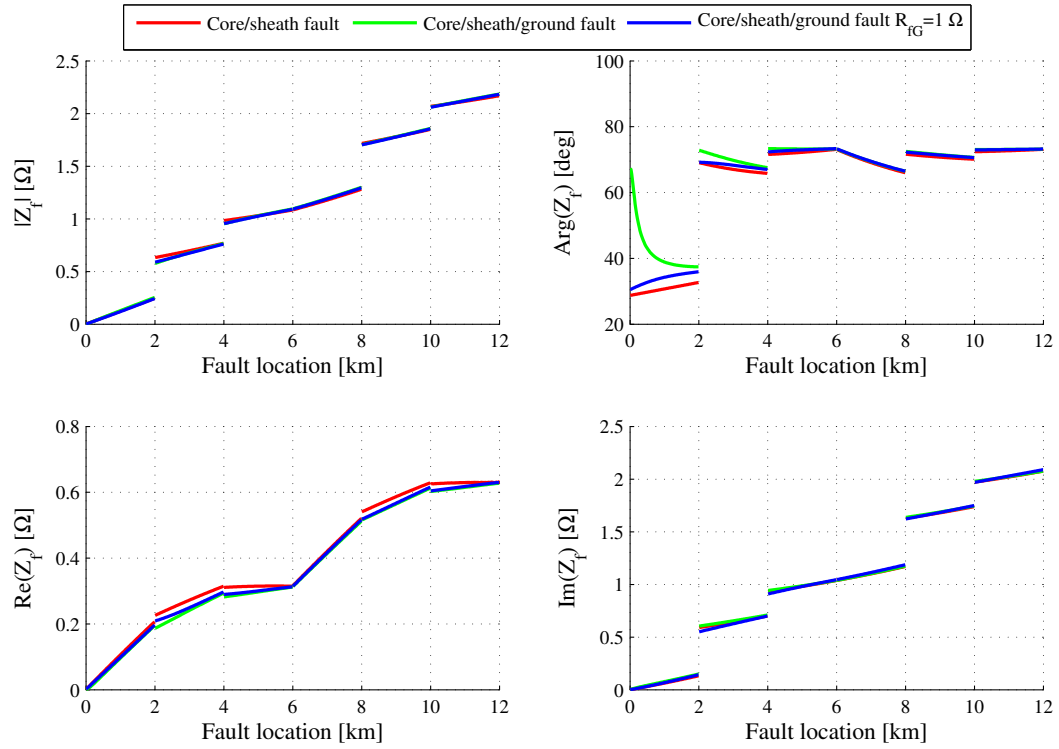 Core/sheath fault Core/sheath/ground fault Core/sheath/ground fault R_fG=1 Ω
2.5
2
1.5
1
0.5
0
|Z_f| [Ω]
0 2 4 6 8 10 12
Fault location [km]
100
80
60
40
20
Arg(Z_f) [deg]
0 2 4 6 8 10 12
Fault location [km]
0.8
0.6
0.4
0.2
0
Re(Z_f) [Ω]
0 2 4 6 8 10 12
Fault location [km]
2.5
2
1.5
1
0.5
0
Im(Z_f) [Ω]
0 2 4 6 8 10 12
Fault location [km]